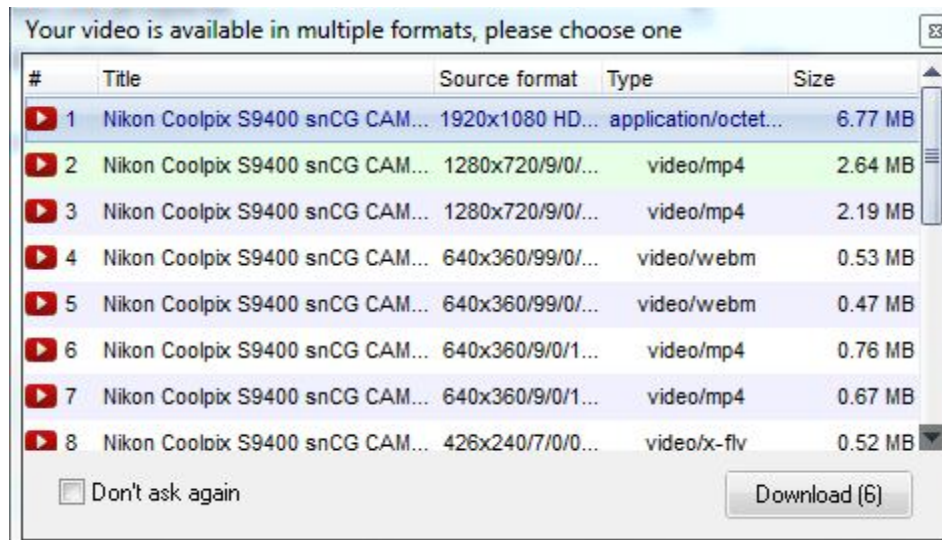 Your video is available in multiple formats, please choose one
# Title Source format Type Size
1 Nikon Coolpix S9400 snCG CAM... 1920x1080 HD... application/octet... 6.77 MB
2 Nikon Coolpix S9400 snCG CAM... 1280x720/9/0/... video/mp4 2.64 MB
3 Nikon Coolpix S9400 snCG CAM... 1280x720/9/0/... video/mp4 2.19 MB
4 Nikon Coolpix S9400 snCG CAM... 640x360/99/0/... video/webm 0.53 MB
5 Nikon Coolpix S9400 snCG CAM... 640x360/99/0/... video/webm 0.47 MB
6 Nikon Coolpix S9400 snCG CAM... 640x360/9/0/1... video/mp4 0.76 MB
7 Nikon Coolpix S9400 snCG CAM... 640x360/9/0/1... video/mp4 0.67 MB
8 Nikon Coolpix S9400 snCG CAM... 426x240/7/0/0... video/x-flv 0.52 MB
Don't ask again Download (6)